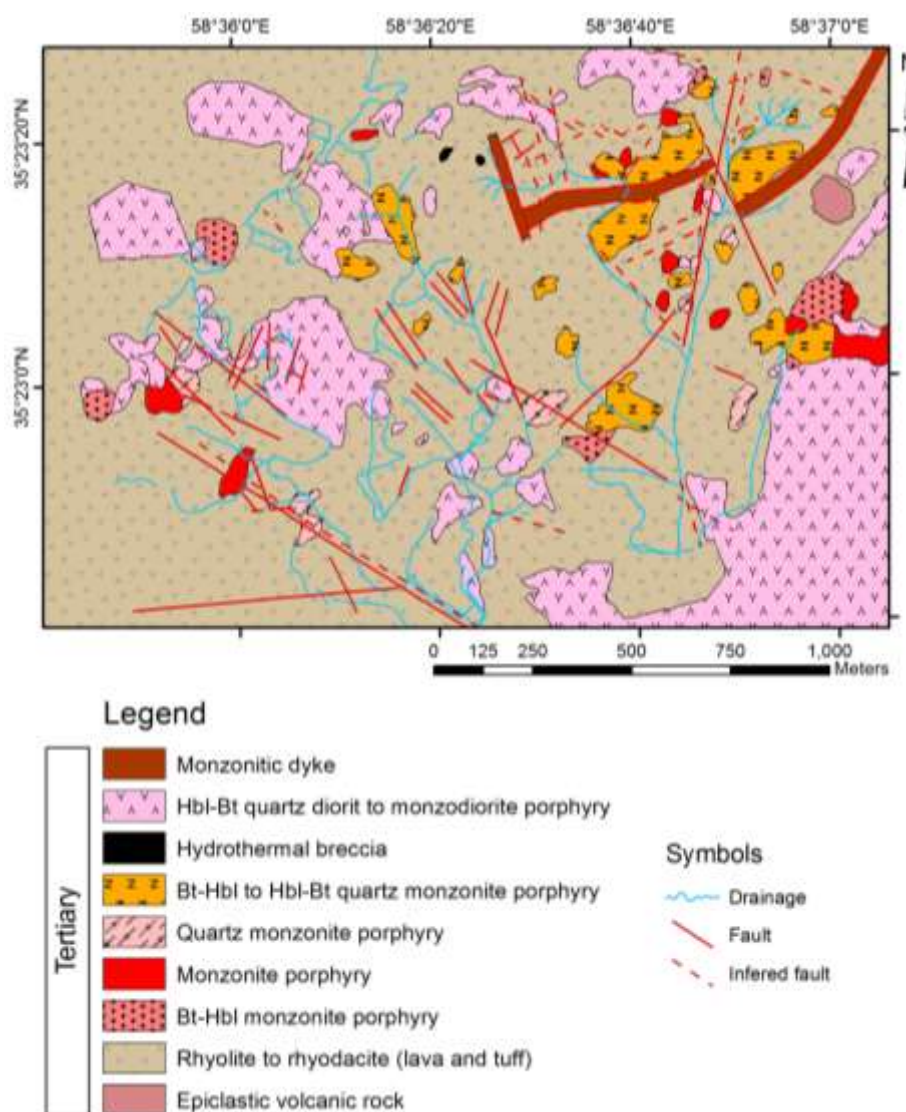 58°36'0"E 58°36'20"E 58°36'40"E 58°37'0"E
35°23'20"N
35°23'0"N
0 125 250 500 750 1,000
Meters
Legend
Tertiary
Monzonitic dyke
Hbl-Bt quartz diorit to monzodiorite porphyry
Hydrothermal breccia
Bt-Hbl to Hbl-Bt quartz monzonite porphyry
Quartz monzonite porphyry
Monzonite porphyry
Bt-Hbl monzonite porphyry
Rhyolite to rhyodacite (lava and tuff)
Epiclastic volcanic rock
Symbols
Drainage
Fault
Infered fault